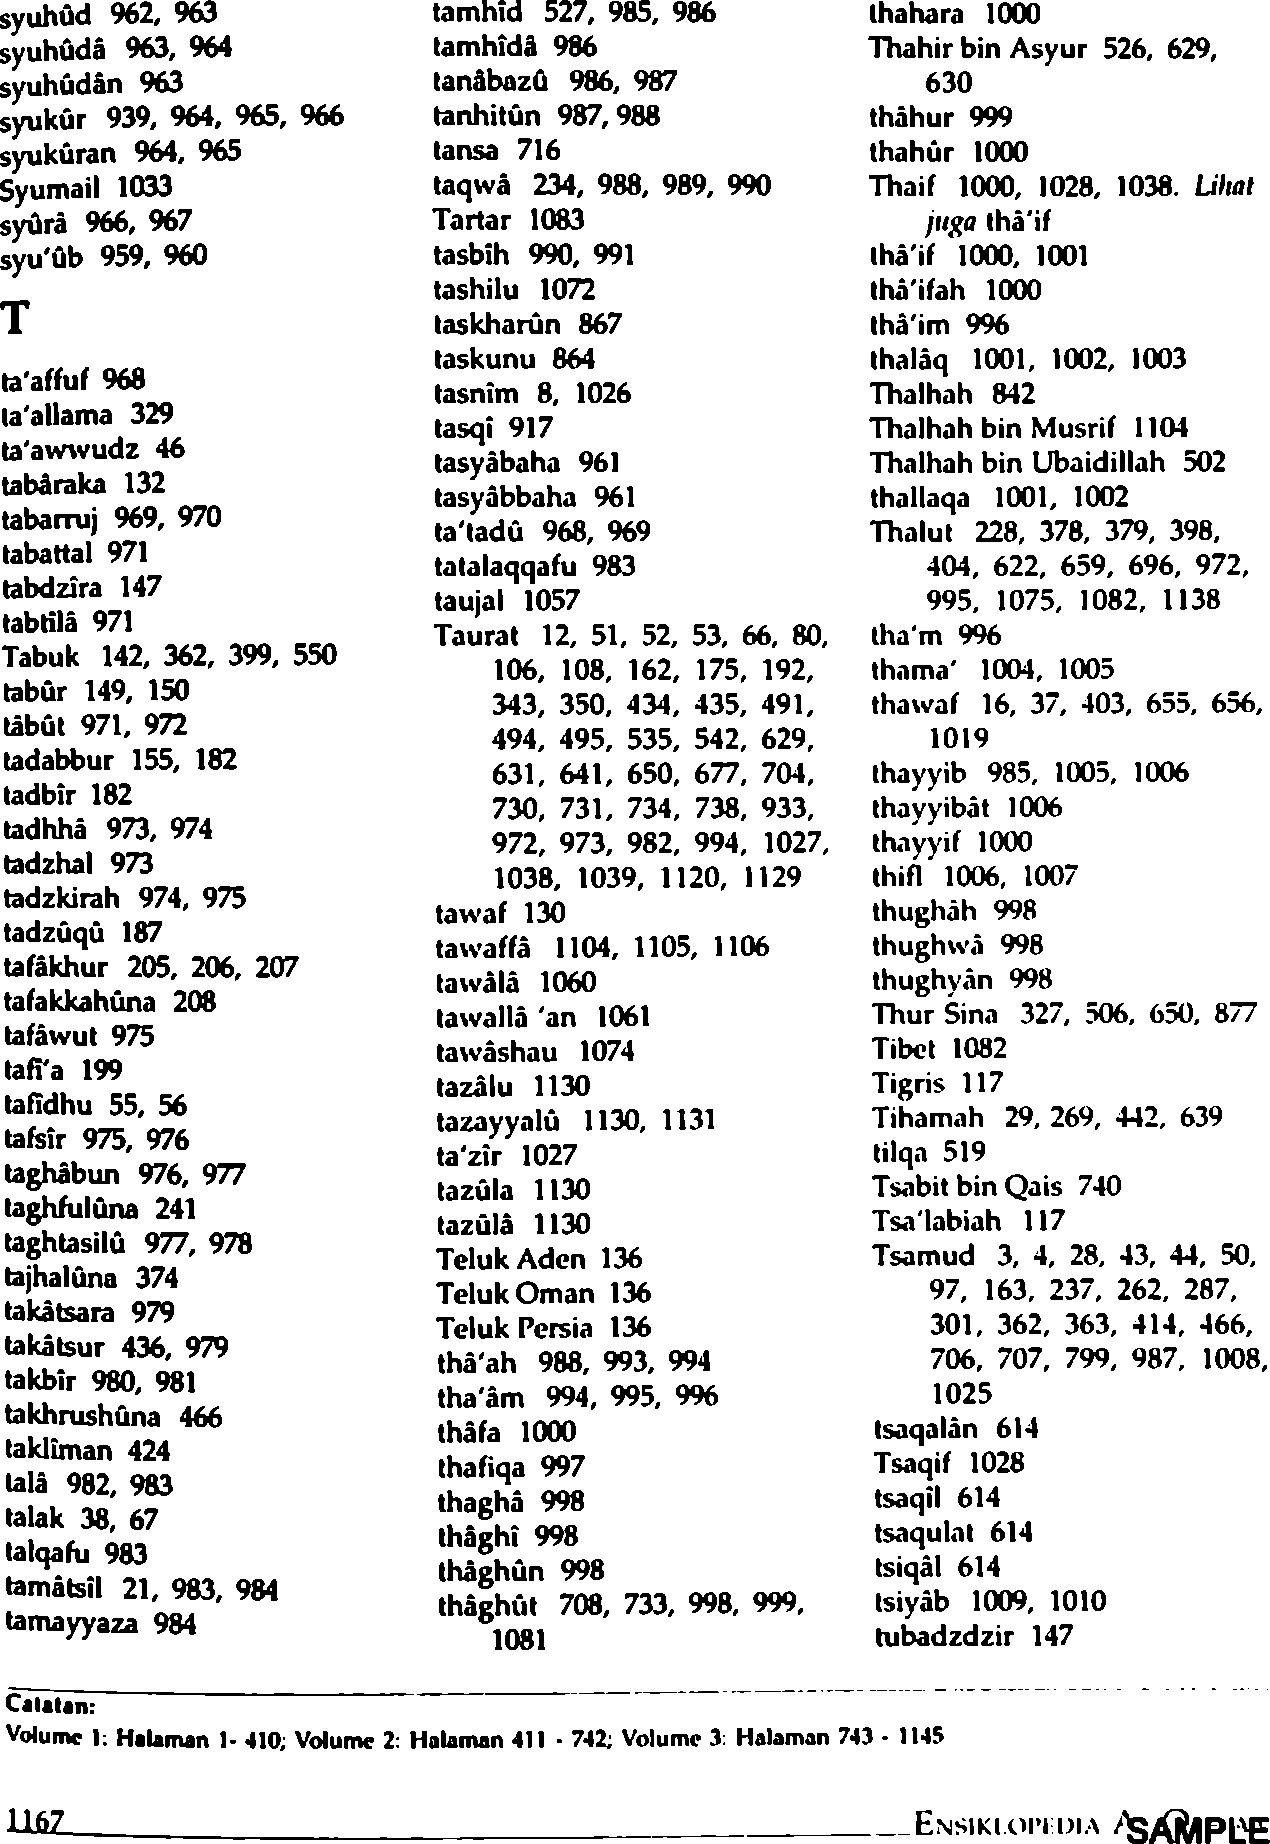 syuhûd 962, 963
syuhûdâ 963, 964
syuhûdân 963
syukûr 939, 964, 965, 966
syukûran 964, 965
Syumail 1033
syûrâ 966, 967
syu'ûb 959, 960
T
ta'affuf 968
ta'allama 329
ta'awwudz 46
tabâraka 132
tabarruj 969, 970
tabattal 971
tabdzîra 147
tabtîlâ 971
Tabuk 142, 362, 399, 550
tabûr 149, 150
tâbût 971, 972
tadabbur 155, 182
tadbîr 182
tadhhâ 973, 974
tadzhal 973
tadzkirah 974, 975
tadzûqû 187
tafâkhur 205, 206, 207
tafakkahûna 208
tafâwut 975
tafî'a 199
tafîdhu 55, 56
tafsîr 975, 976
taghâbun 976, 977
taghfulûna 241
taghtasilû 977, 978
tajhalûna 374
takâtsara 979
takâtsur 436, 979
takbîr 980, 981
takhrushûna 466
taklîman 424
talâ 982, 983
talak 38, 67
talqafu 983
tamâtsîl 21, 983, 984
tamayyaza 984
tamhîd 527, 985, 986
tamhîdâ 986
tanâbazû 986, 987
tanhitûn 987, 988
tansa 716
taqwâ 234, 988, 989, 990
Tartar 1083
tasbîh 990, 991
tashilu 1072
taskharûn 867
taskunu 864
tasnîm 8, 1026
tasqî 917
tasyâbaha 961
tasyâbbaha 961
ta'tadû 968, 969
tatalaqqafu 983
taujal 1057
Taurat 12, 51, 52, 53, 66, 80,
106, 108, 162, 175, 192,
343, 350, 434, 435, 491,
494, 495, 535, 542, 629,
631, 641, 650, 677, 704,
730, 731, 734, 738, 933,
972, 973, 982, 994, 1027,
1038, 1039, 1120, 1129
tawaf 130
tawaffâ 1104, 1105, 1106
tawâlâ 1060
tawallâ 'an 1061
tawâshau 1074
tazâlu 1130
tazayyalû 1130, 1131
ta'zîr 1027
tazûla 1130
tazûlâ 1130
Teluk Aden 136
Teluk Oman 136
Teluk Persia 136
thâ'ah 988, 993, 994
tha'âm 994, 995, 996
thâfa 1000
thafiqa 997
thaghâ 998
thâghî 998
thâghûn 998
thâghût 708, 733, 998, 999,
1081
thahara 1000
Thahir bin Asyur 526, 629,
630
thâhur 999
thahûr 1000
Thaif 1000, 1028, 1038. Lihat
juga thâ'if
thâ'if 1000, 1001
thâ'ifah 1000
thâ'im 996
thalâq 1001, 1002, 1003
Thalhah 842
Thalhah bin Musrif 1104
Thalhah bin Ubaidillah 502
thallaqa 1001, 1002
Thalut 228, 378, 379, 398,
404, 622, 659, 696, 972,
995, 1075, 1082, 1138
tha'm 996
thama' 1004, 1005
thawaf 16, 37, 403, 655, 656,
1019
thayyib 985, 1005, 1006
thayyibât 1006
thayyif 1000
thifl 1006, 1007
thughâh 998
thughwâ 998
thughyân 998
Thur Sina 327, 506, 650, 877
Tibet 1082
Tigris 117
Tihamah 29, 269, 442, 639
tilqa 519
Tsabit bin Qais 740
Tsa'labiah 117
Tsamud 3, 4, 28, 43, 44, 50,
97, 163, 237, 262, 287,
301, 362, 363, 414, 466,
706, 707, 799, 987, 1008,
1025
tsaqalân 614
Tsaqif 1028
tsaqîl 614
tsaqulat 614
tsiqâl 614
tsiyâb 1009, 1010
tubadzdzir 147
Catatan:
Volume 1: Halaman 1- 410; Volume 2: Halaman 411 - 742; Volume 3: Halaman 743 - 1145
1167
ENSIKLOPEDIA
SAMPLE